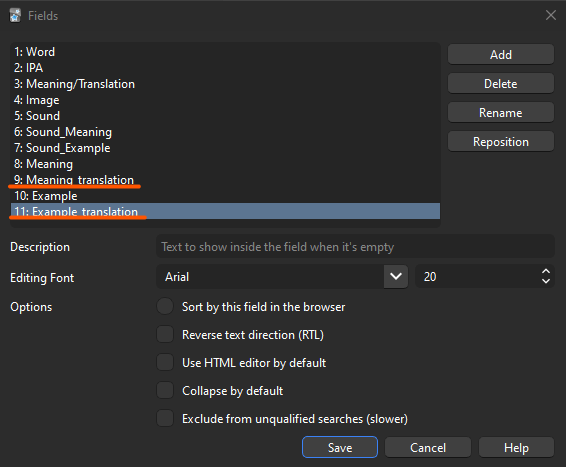 Fields
1: Word
2: IPA
3: Meaning/Translation
4: Image
5: Sound
6: Sound_Meaning
7: Sound_Example
8: Meaning
9: Meaning_translation
10: Example
11: Example_translation
Add
Delete
Rename
Reposition
Description Text to show inside the field when it's empty
Editing Font Arial 20
Options Sort by this field in the browser
Reverse text direction (RTL)
Use HTML editor by default
Collapse by default
Exclude from unqualified searches (slower)
Save Cancel Help